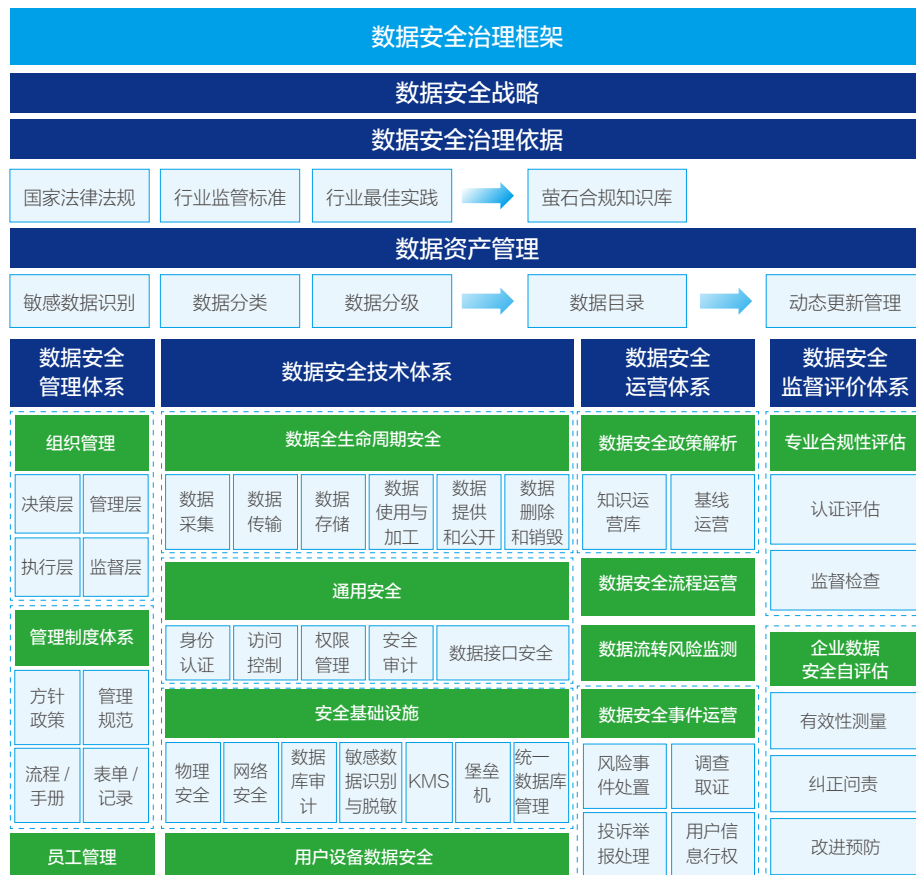 数据安全治理框架
数据安全战略
数据安全治理依据
国家法律法规
行业监管标准
行业最佳实践
萤石合规知识库
数据资产管理
敏感数据识别
数据分类
数据分级
数据目录
动态更新管理
数据安全
管理体系
组织管理
决策层
管理层
执行层
监督层
管理制度体系
方针
政策
管理
规范
流程 /
手册
表单 /
记录
员工管理
数据安全技术体系
数据全生命周期安全
数据
采集
数据
传输
数据
存储
数据
使用与
加工
数据
提供
和公开
数据
删除
和销毁
通用安全
身份
认证
访问
控制
权限
管理
安全
审计
数据接口安全
安全基础设施
物理
安全
网络
安全
数据
库审
计
敏感数
据识别
与脱敏
KMS
堡垒
机
统一
数据库
管理
用户设备数据安全
数据安全
运营体系
数据安全政策解析
知识运
营库
基线
运营
数据安全流程运营
数据流转风险监测
数据安全事件运营
风险事
件处置
调查
取证
投诉举
报处理
用户信
息行权
数据安全
监督评价体系
专业合规性评估
认证评估
监督检查
企业数据
安全自评估
有效性测量
纠正问责
改进预防